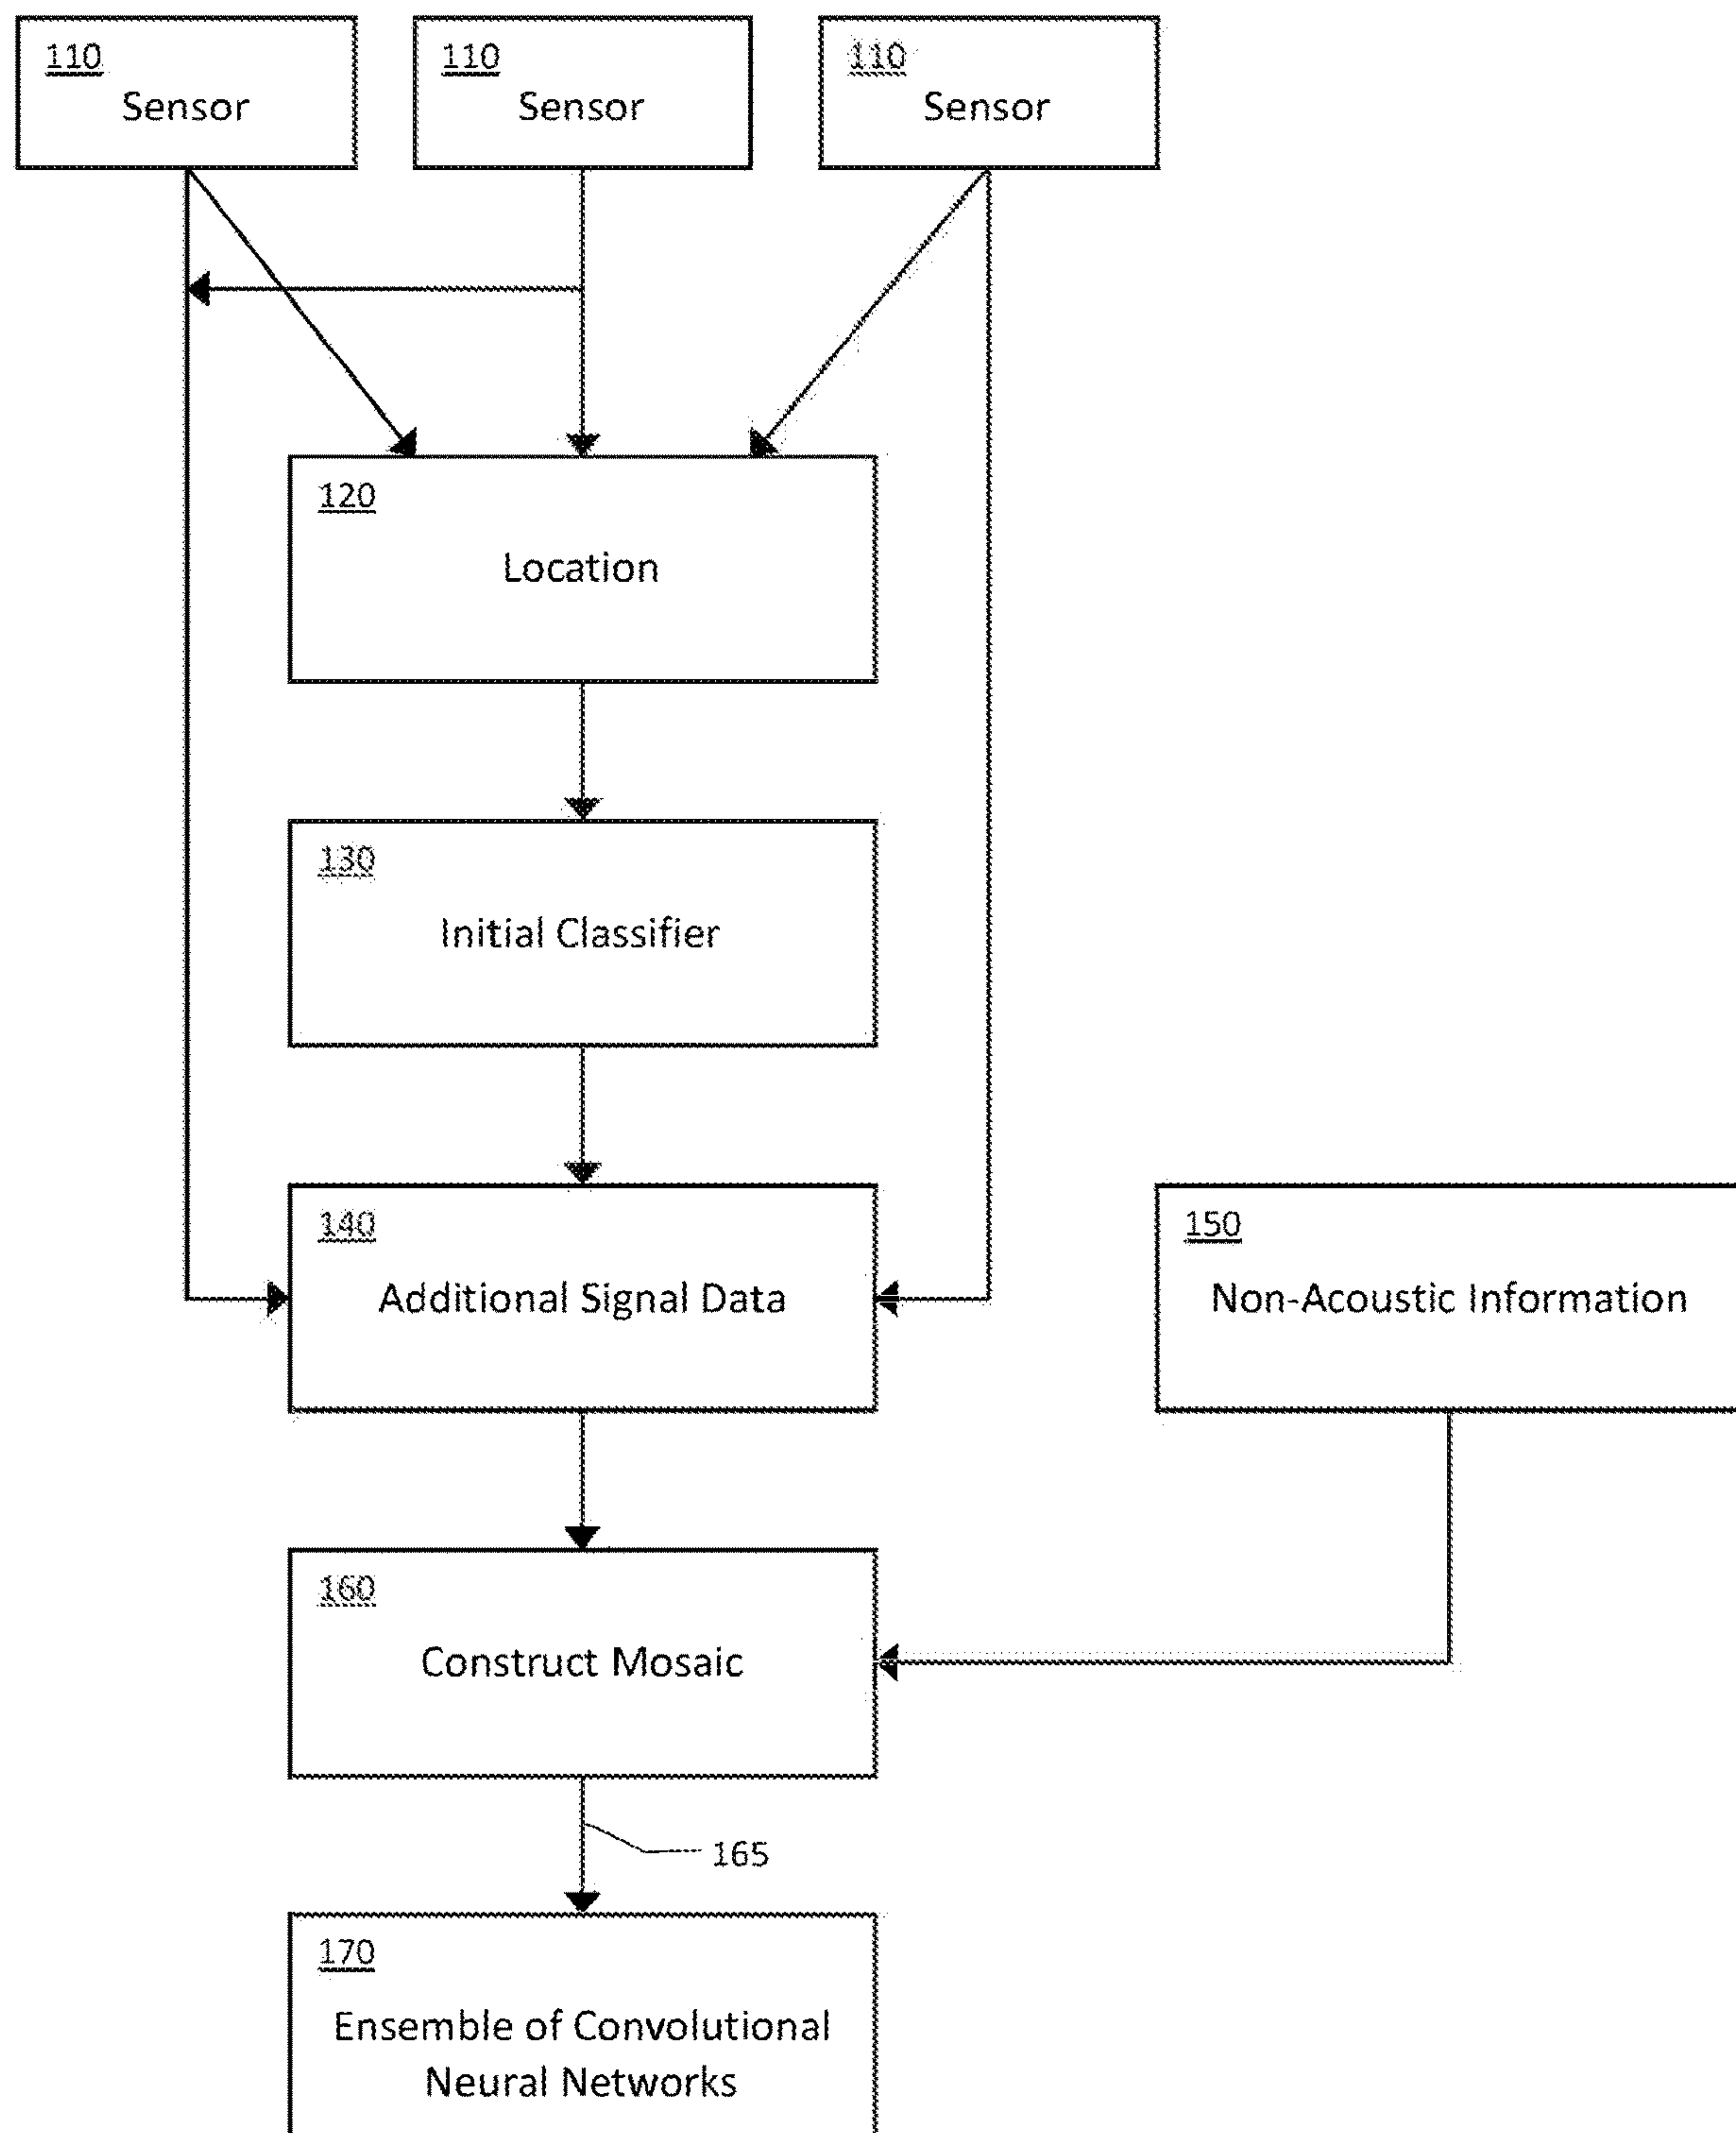 110
Sensor
110
Sensor
110
Sensor
120
Location
130
Initial Classifier
140
Additional Signal Data
150
Non-Acoustic Information
160
Construct Mosaic
165
170
Ensemble of Convolutional
Neural Networks